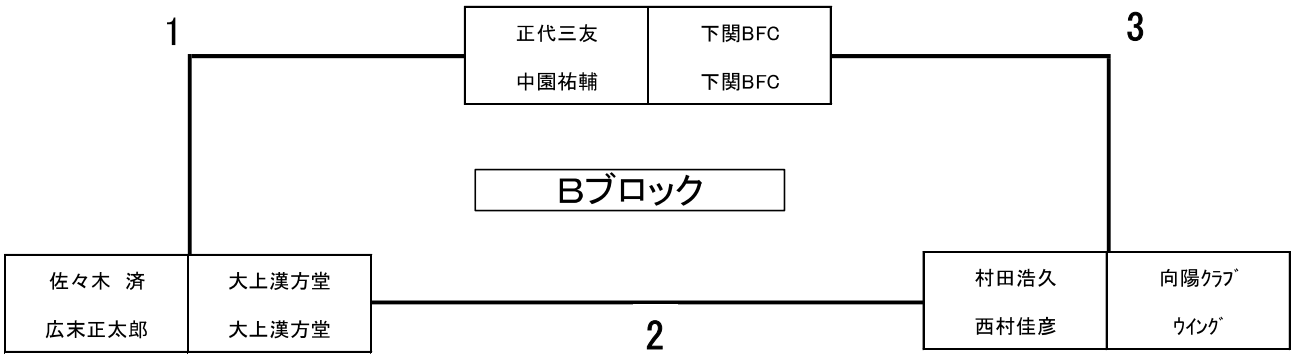 1
正代三友 下関BFC
中園祐輔 下関BFC
3
Bブロック
佐々木　済 大上漢方堂
広末正太郎 大上漢方堂
2
村田浩久 向陽ｸﾗﾌﾞ
西村佳彦 ｳｲﾝｸﾞ